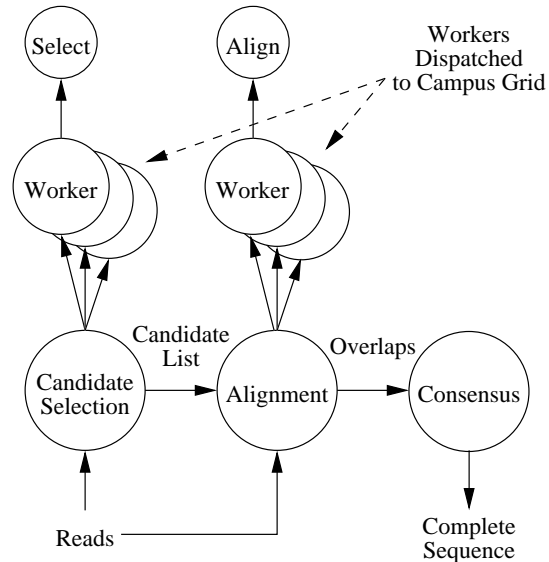 Select
Align
Workers
Dispatched
to Campus Grid
Worker
Worker
Candidate
List
Overlaps
Candidate
Selection
Alignment
Consensus
Reads
Complete
Sequence